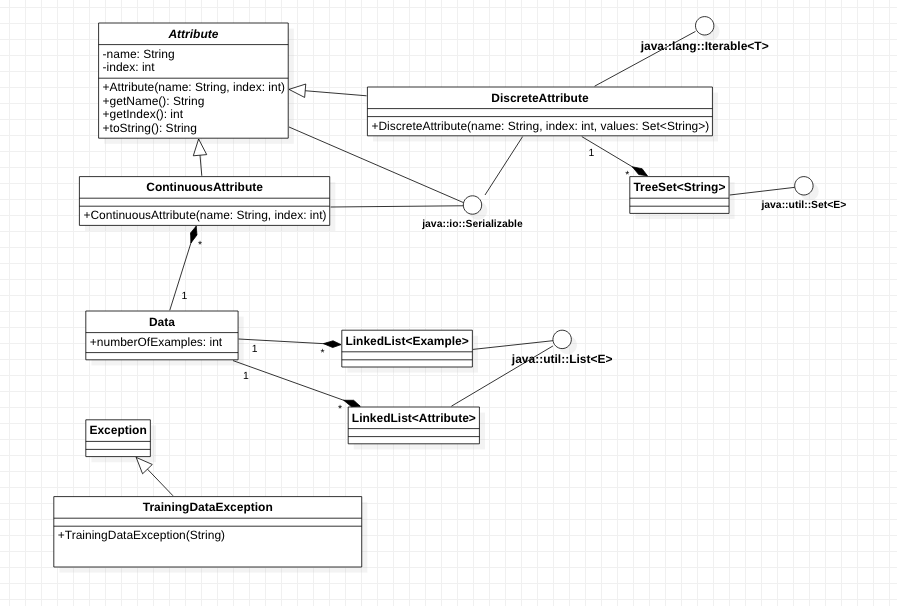 Attribute
-name: String
-index: int
+Attribute(name: String, index: int)
+getName(): String
+getIndex(): int
+toString(): String
java::lang::Iterable<T>
DiscreteAttribute
+DiscreteAttribute(name: String, index: int, values: Set<String>)
1
*
TreeSet<String>
java::util::Set<E>
ContinuousAttribute
+ContinuousAttribute(name: String, index: int)
java::io::Serializable
*
1
Data
+numberOfExamples: int
1
*
LinkedList<Example>
java::util::List<E>
1
*
LinkedList<Attribute>
Exception
TrainingDataException
+TrainingDataException(String)